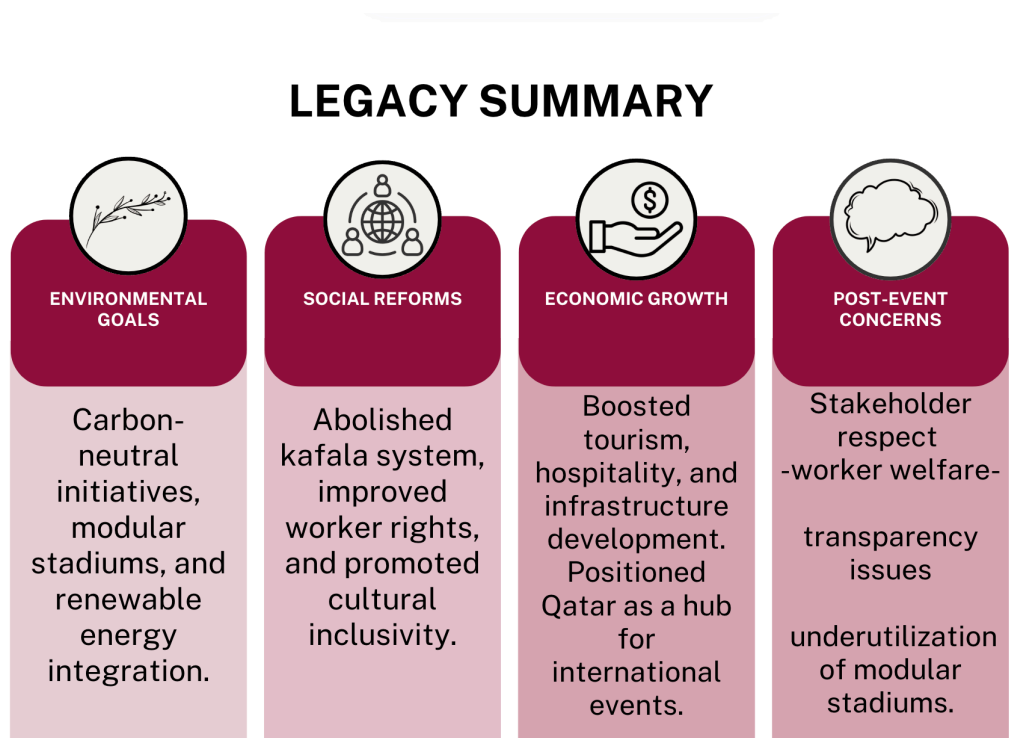 LEGACY SUMMARY
ENVIRONMENTAL
GOALS
Carbon-
neutral
initiatives,
modular
stadiums, and
renewable
energy
integration.
SOCIAL REFORMS
Abolished
kafala system,
improved
worker rights,
and promoted
cultural
inclusivity.
ECONOMIC GROWTH
$
Boosted
tourism,
hospitality, and
infrastructure
development.
Positioned
Qatar as a hub
for
international
events.
POST-EVENT
CONCERNS
Stakeholder
respect
-worker welfare-
transparency
issues
underutilization
of modular
stadiums.